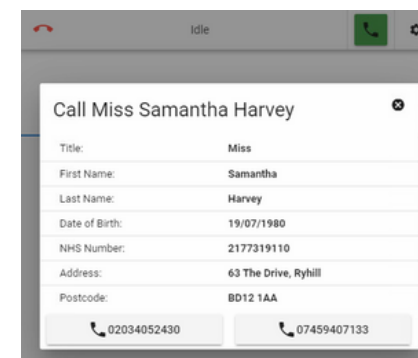 Idle
Call Miss Samantha Harvey
Title: Miss
First Name: Samantha
Last Name: Harvey
Date of Birth: 19/07/1980
NHS Number: 2177319110
Address: 63 The Drive, Ryhill
Postcode: BD12 1AA
02034052430 07459407133